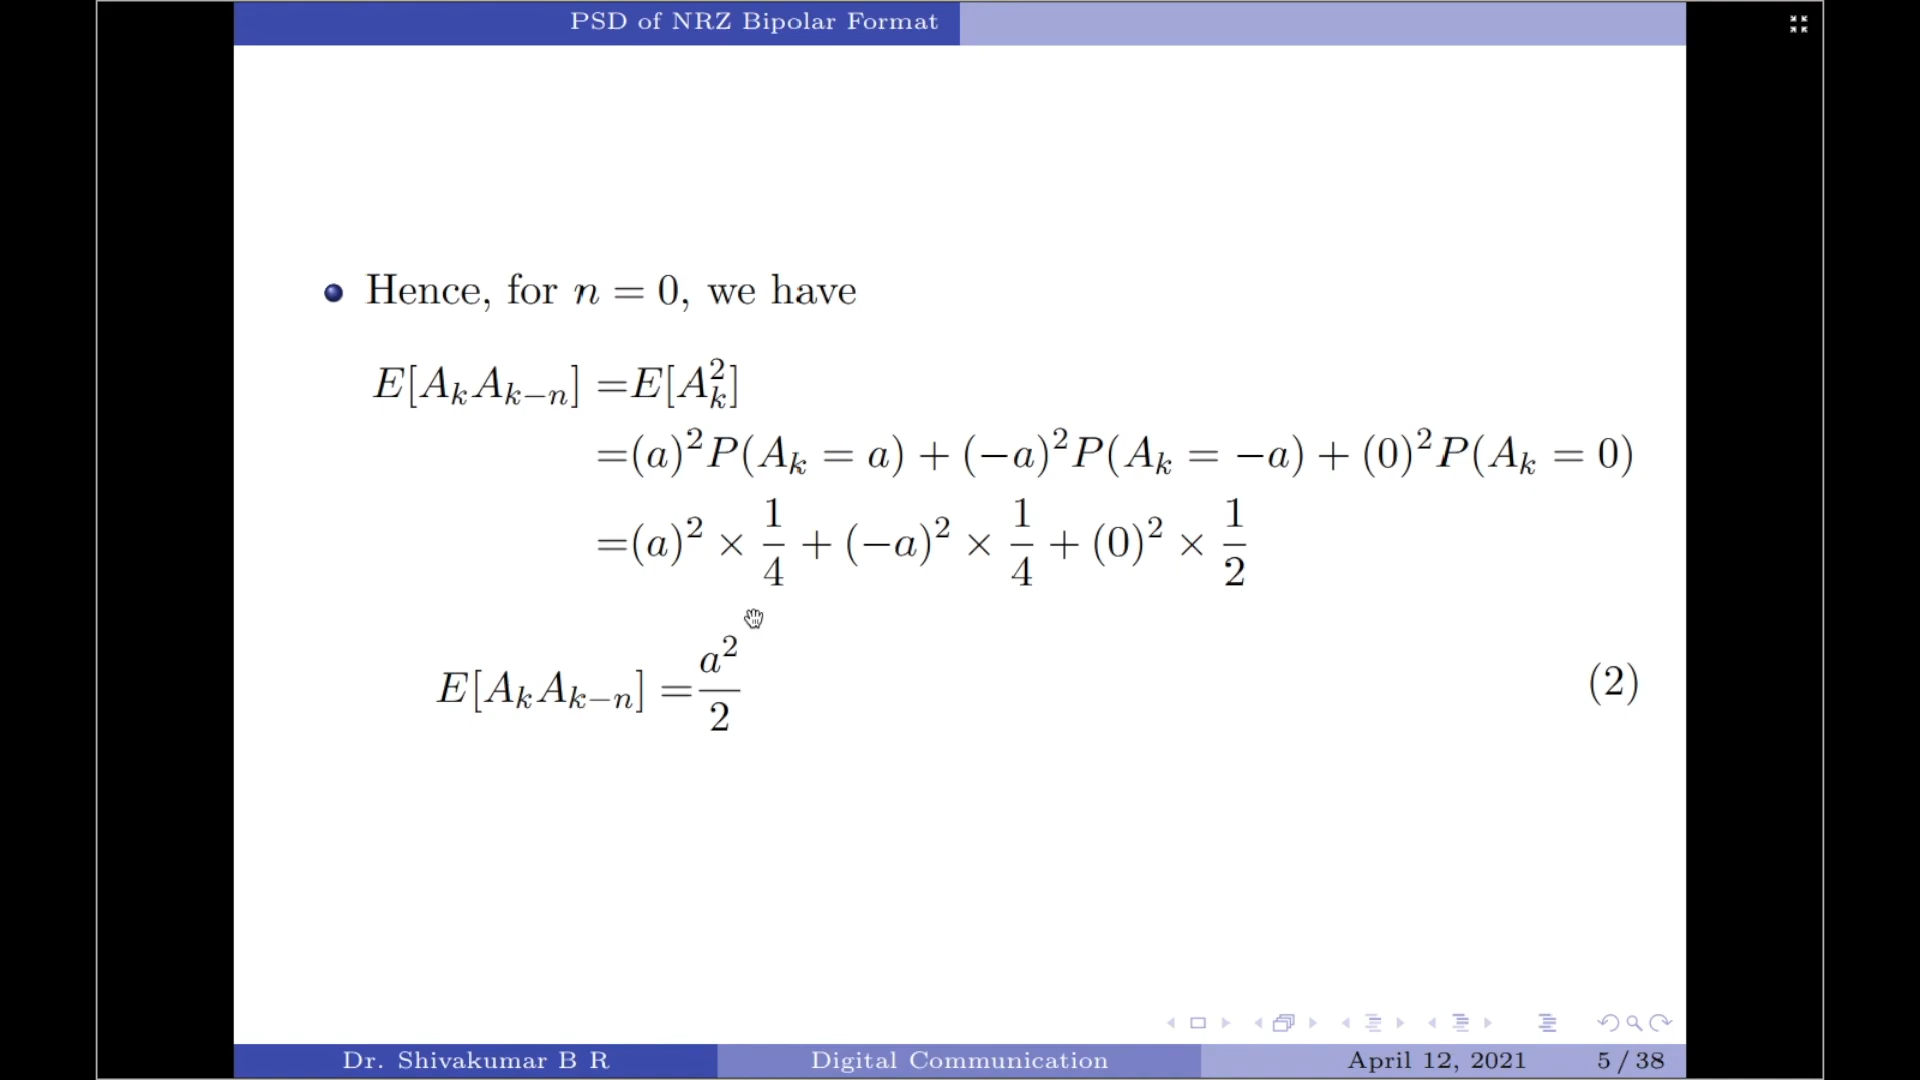 PSD of NRZ Bipolar Format
Hence, for n = 0, we have
E[A_k A_{k−n}] =E[A_k^2]
=(a)^2 P(A_k = a) + (−a)^2 P(A_k = −a) + (0)^2 P(A_k = 0)
=(a)^2 × 1/4 + (−a)^2 × 1/4 + (0)^2 × 1/2
E[A_k A_{k−n}] = a^2/2 (2)
Dr. Shivakumar B R Digital Communication April 12, 2021 5 / 38